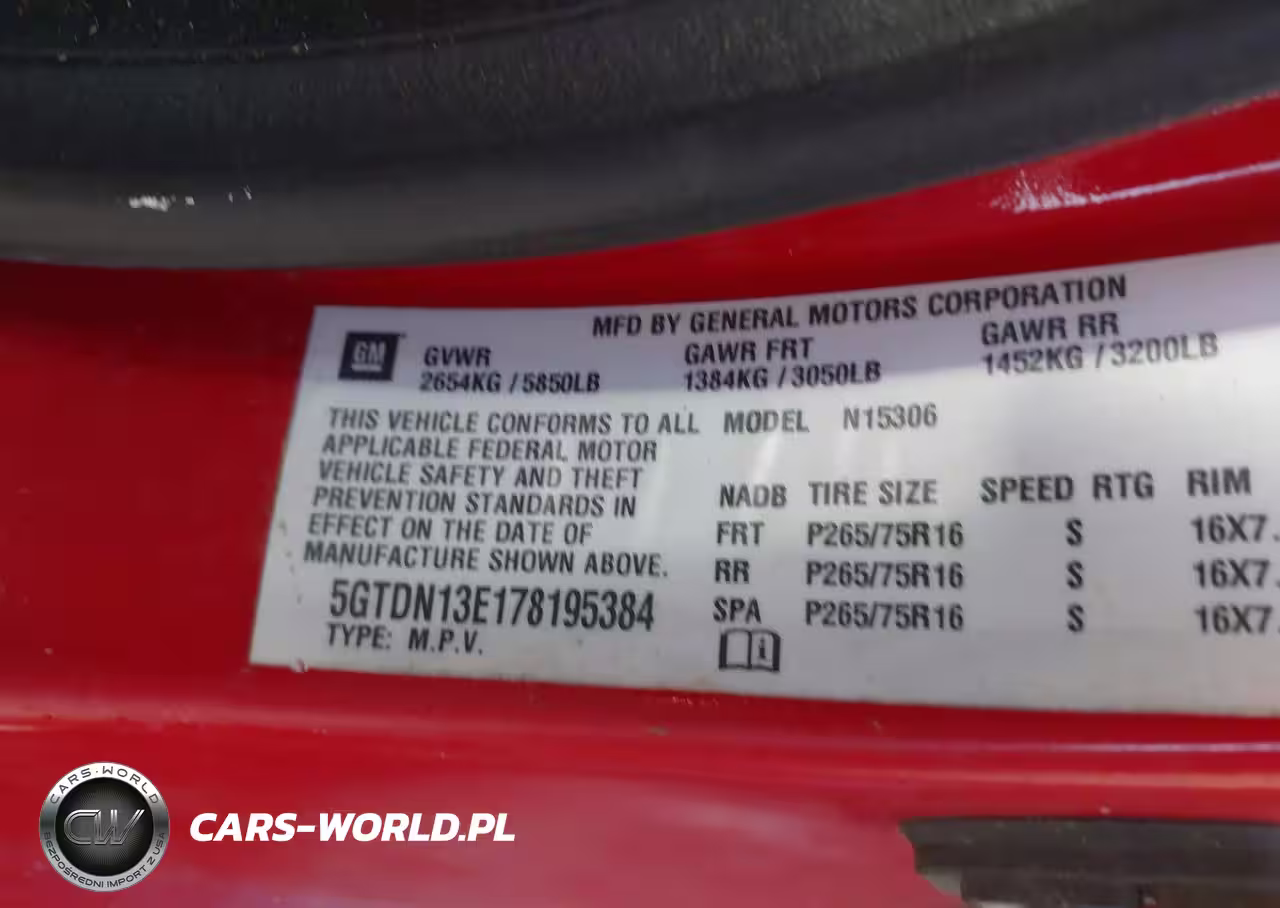 MFD BY GENERAL MOTORS CORPORATION
GM
GVWR GAWR FRT GAWR RR
2654KG / 5850LB 1384KG / 3050LB 1452KG / 3200LB
THIS VEHICLE CONFORMS TO ALL
APPLICABLE FEDERAL MOTOR
VEHICLE SAFETY AND THEFT
PREVENTION STANDARDS IN
EFFECT ON THE DATE OF
MANUFACTURE SHOWN ABOVE.
5GTDN13E178195384
TYPE: M.P.V.
MODEL N15306
NADB TIRE SIZE SPEED RTG RIM
FRT P265/75R16 S 16X7.
RR P265/75R16 S 16X7.
SPA P265/75R16 S 16X7.
i
CARS-WORLD
CW
BEZPOŚREDNI IMPORT Z USA
CARS-WORLD.PL